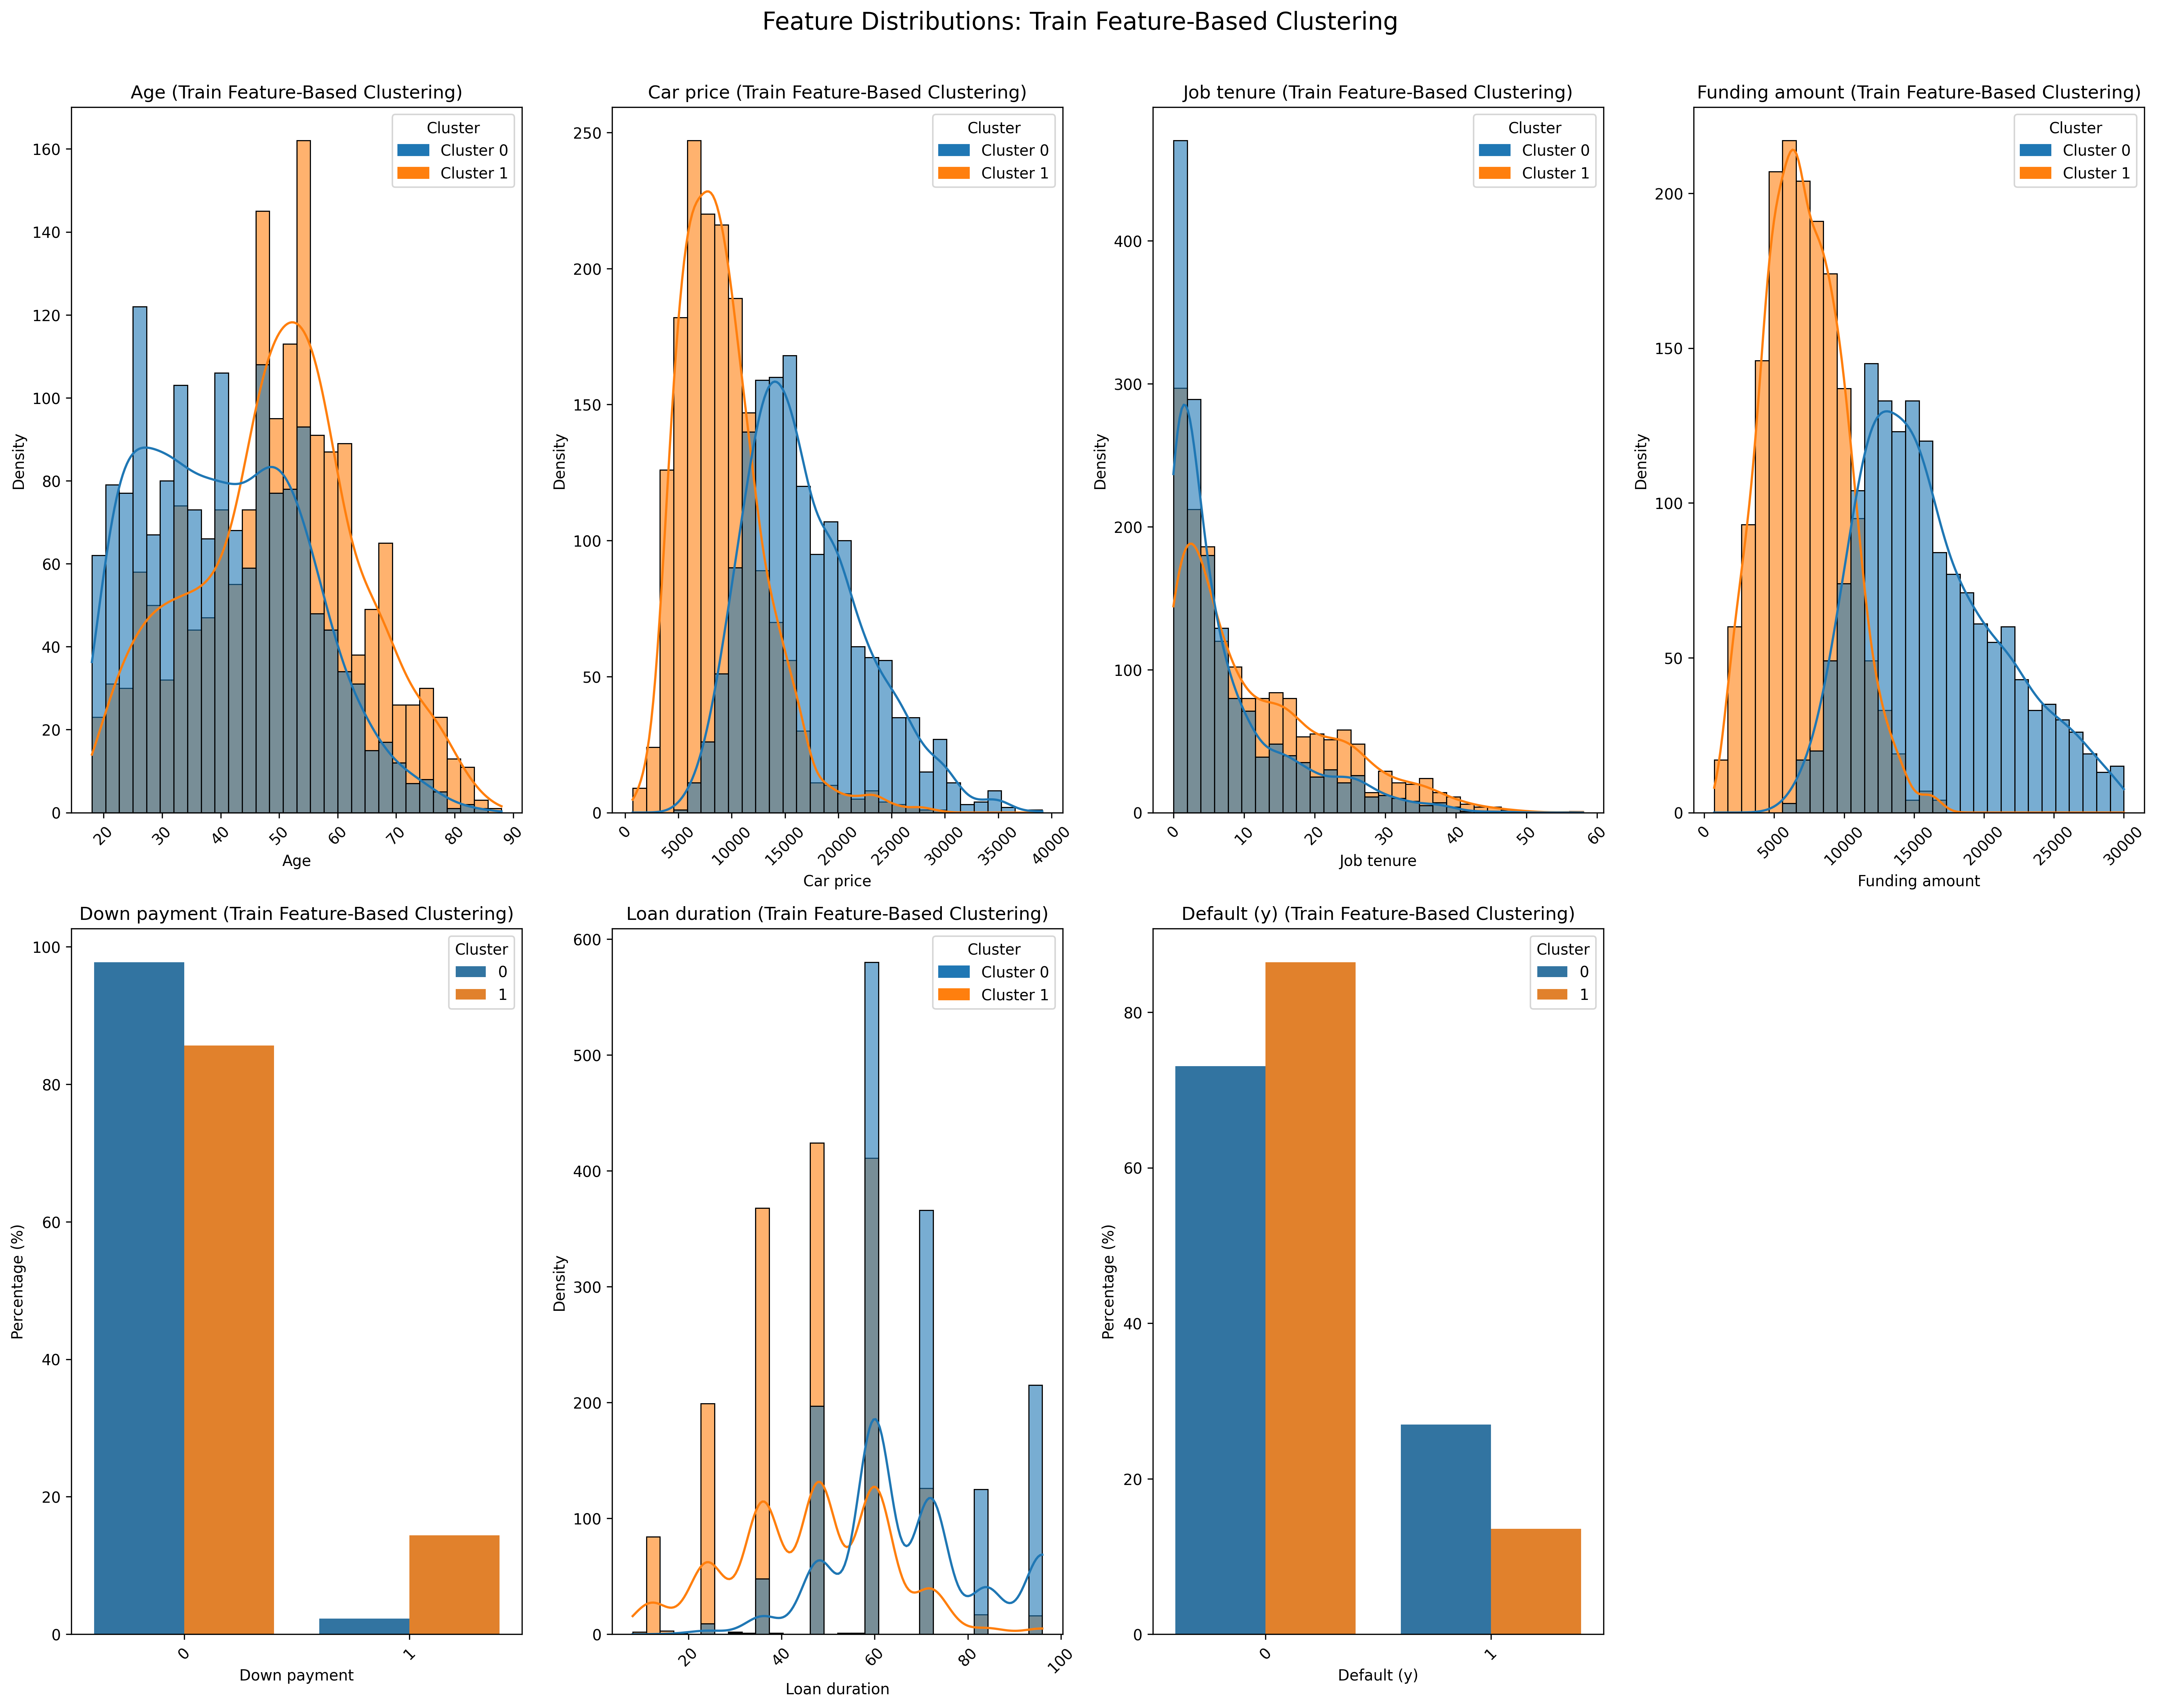 Feature Distributions: Train Feature-Based Clustering
Age (Train Feature-Based Clustering)
Density
160
140
120
100
80
60
40
20
0
Cluster
Cluster 0
Cluster 1
20
30
40
50
60
70
80
90
Age
Car price (Train Feature-Based Clustering)
Density
250
200
150
100
50
0
Cluster
Cluster 0
Cluster 1
0
5000
10000
15000
20000
25000
30000
35000
40000
Car price
Job tenure (Train Feature-Based Clustering)
Density
400
300
200
100
0
Cluster
Cluster 0
Cluster 1
0
10
20
30
40
50
60
Job tenure
Funding amount (Train Feature-Based Clustering)
Density
200
150
100
50
0
Cluster
Cluster 0
Cluster 1
0
5000
10000
15000
20000
25000
30000
Funding amount
Down payment (Train Feature-Based Clustering)
Percentage (%)
100
80
60
40
20
0
Cluster
0
1
0
1
Down payment
Loan duration (Train Feature-Based Clustering)
Density
600
500
400
300
200
100
0
Cluster
Cluster 0
Cluster 1
20
40
60
80
100
Loan duration
Default (y) (Train Feature-Based Clustering)
Percentage (%)
80
60
40
20
0
Cluster
0
1
0
1
Default (y)